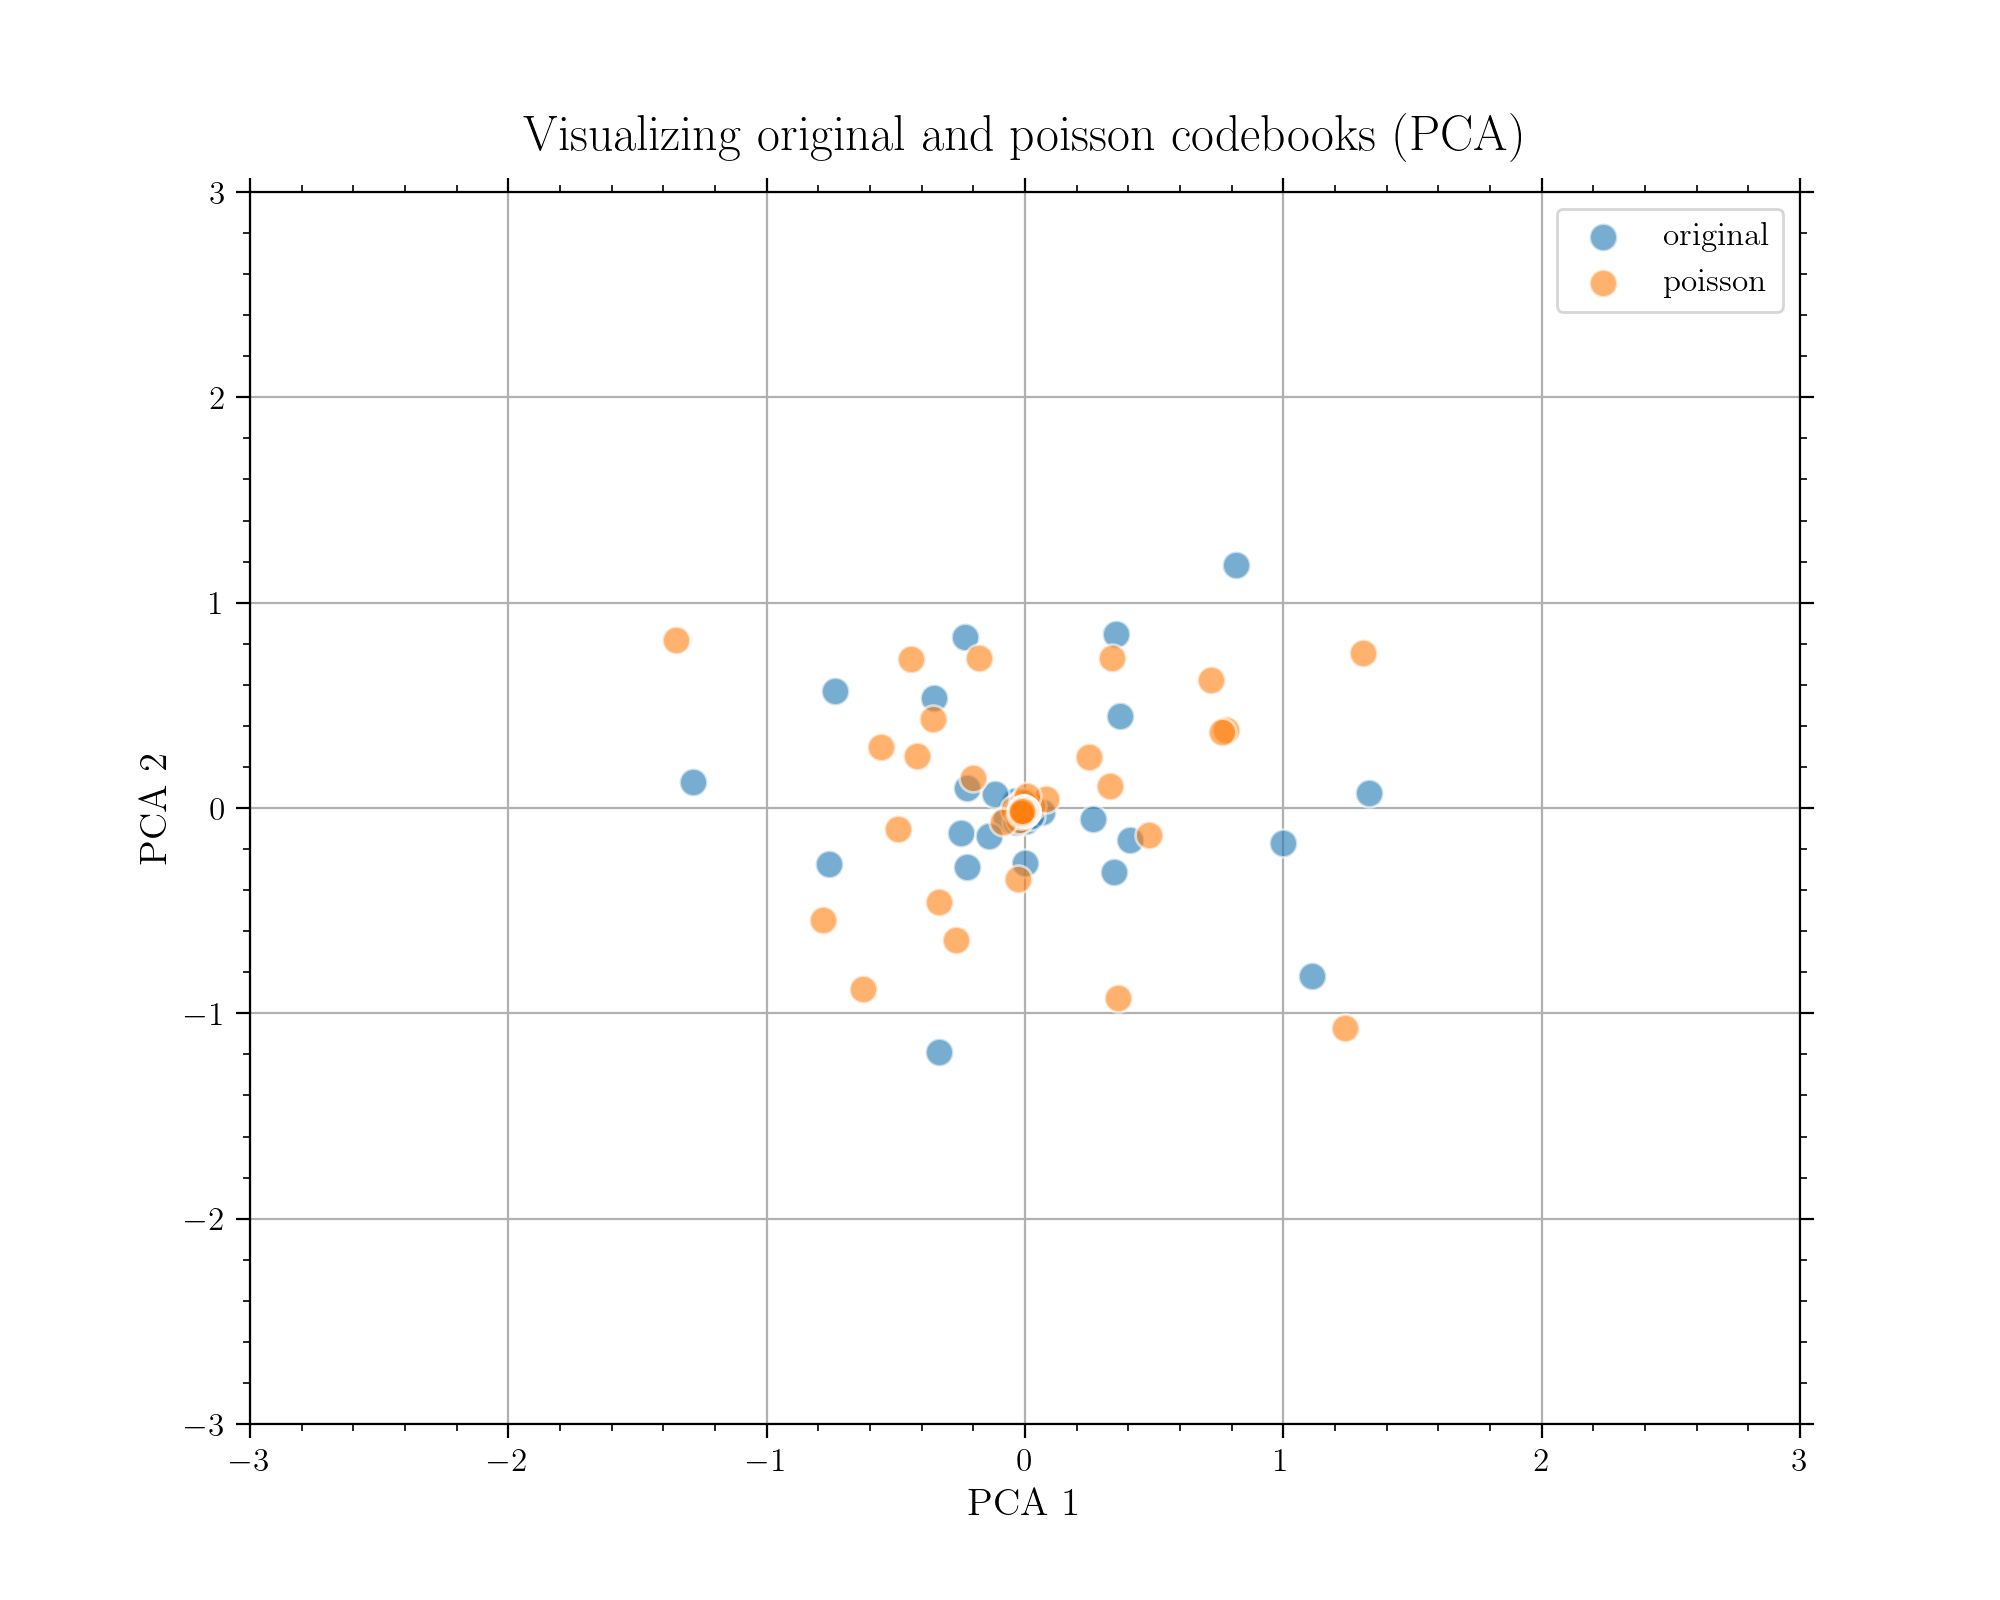 Visualizing original and poisson codebooks (PCA)
original
poisson
3
2
1
0
−1
−2
−3
PCA 2
−3
−2
−1
0
1
2
3
PCA 1